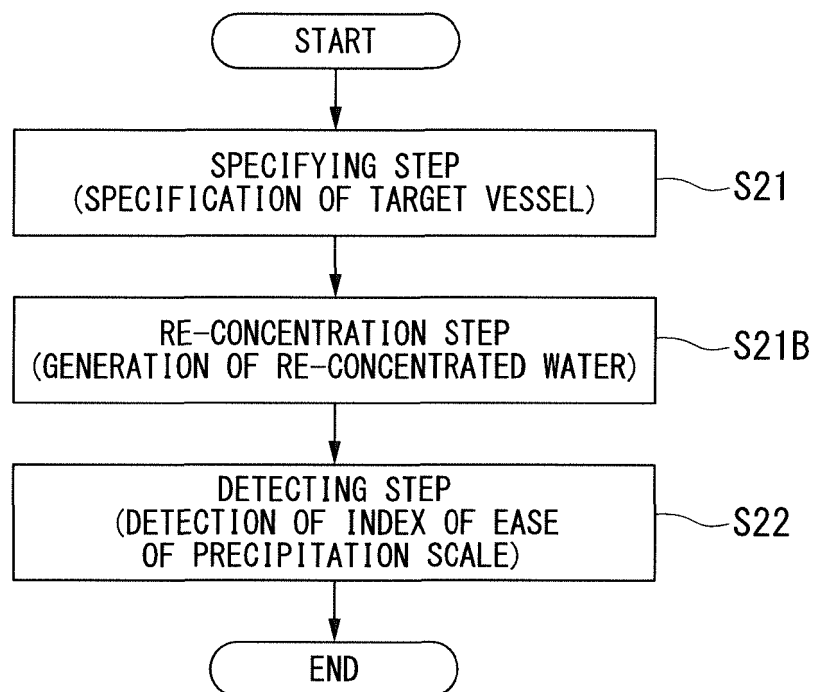 START
SPECIFYING STEP
(SPECIFICATION OF TARGET VESSEL)
S21
RE-CONCENTRATION STEP
(GENERATION OF RE-CONCENTRATED WATER)
S21B
DETECTING STEP
(DETECTION OF INDEX OF EASE
OF PRECIPITATION SCALE)
S22
END